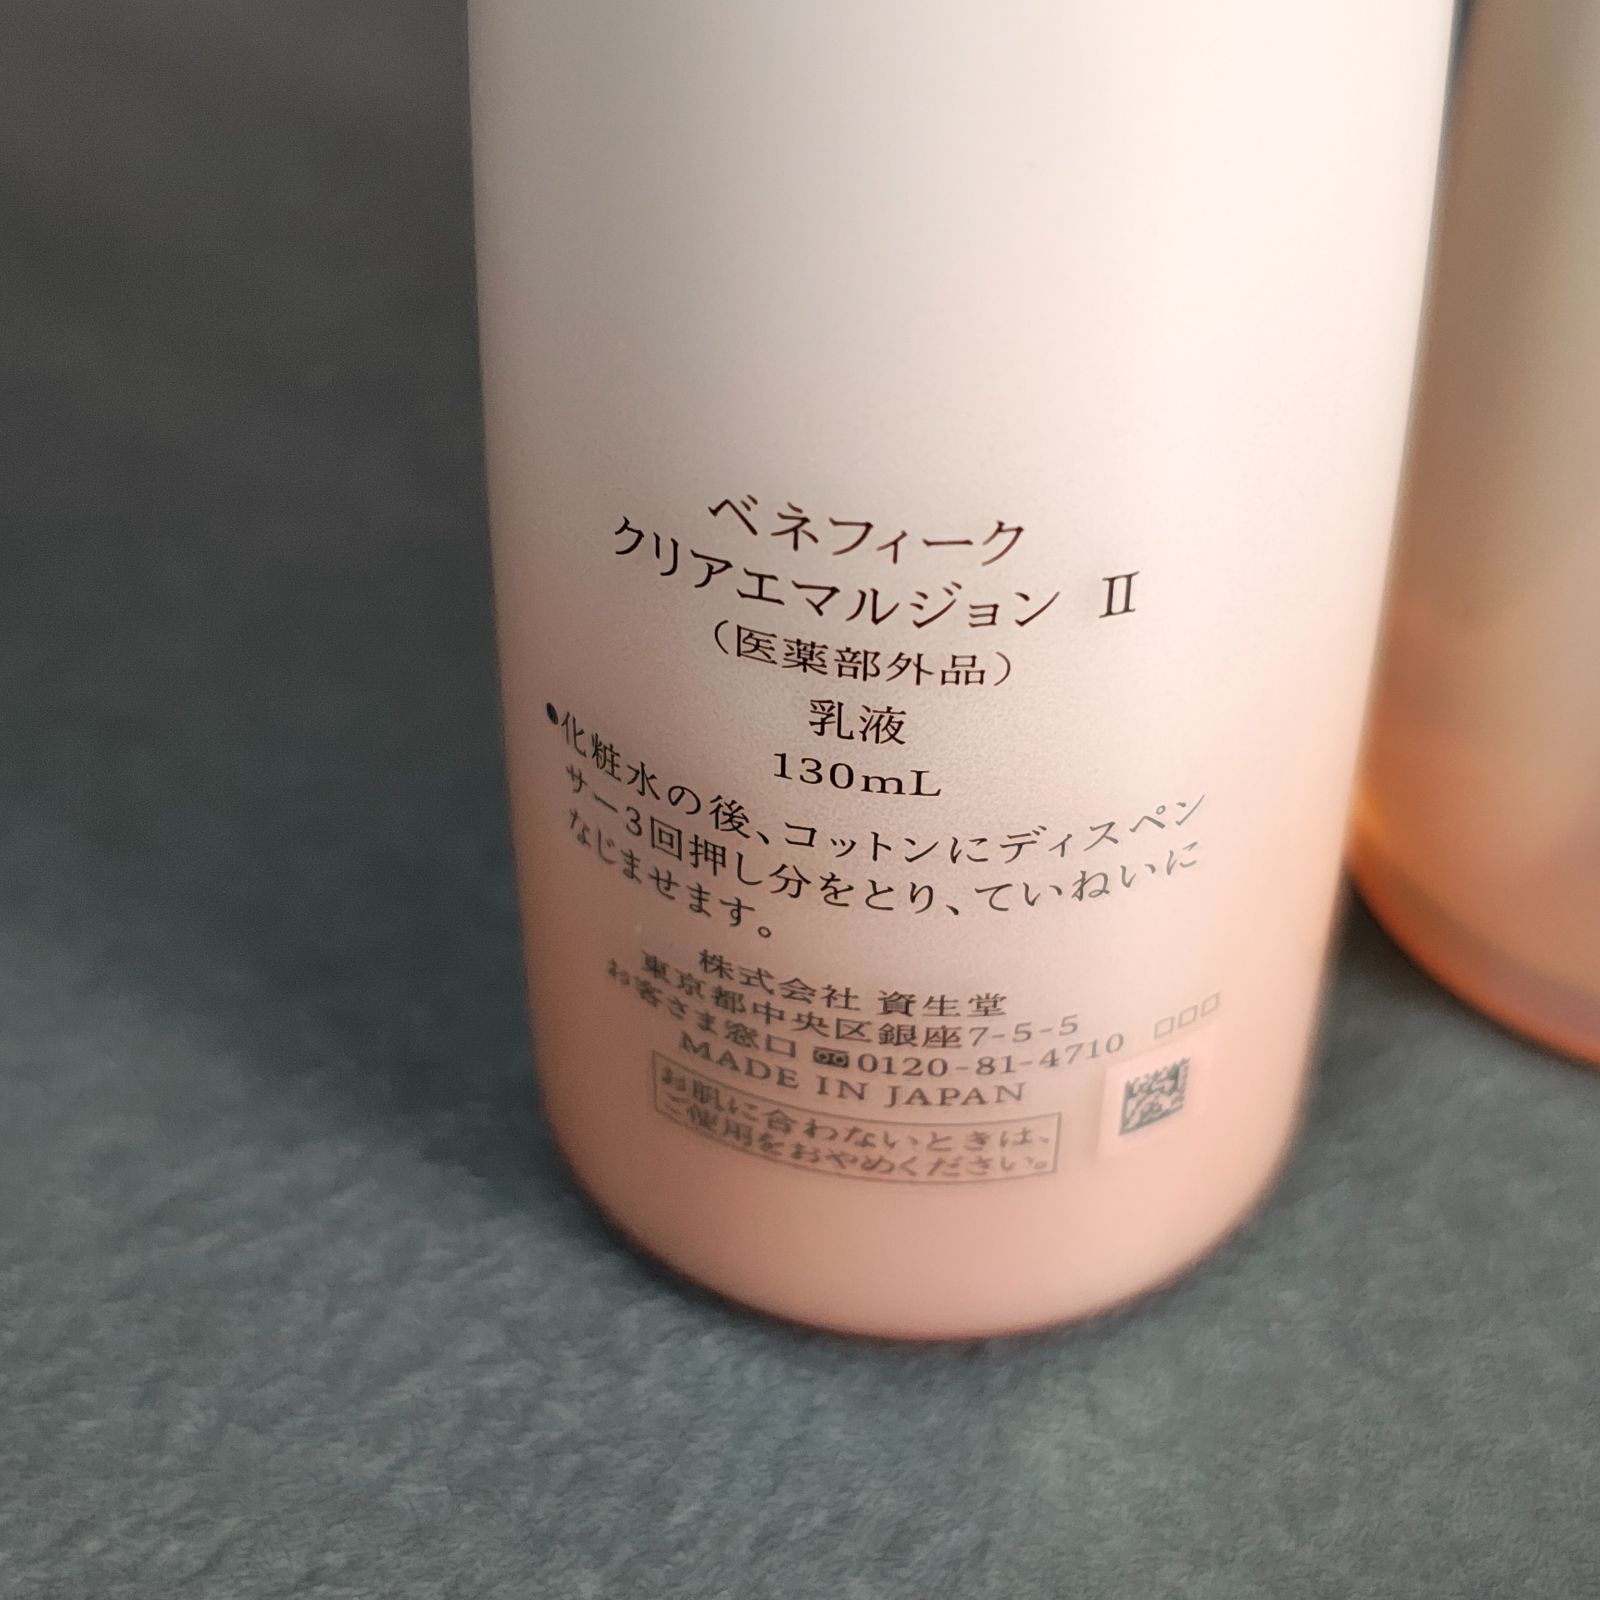 ベネフィーク
クリアエマルジョン Ⅱ
（医薬部外品）
乳液
130mL
●化粧水の後、コットンにディスペン
サー3回押し分をとり、ていねいに
なじませます。
株式会社 資生堂
東京都中央区銀座7-5-5
お客さま窓口 0120-81-4710
MADE IN JAPAN
お肌に合わないときは、
ご使用をおやめください。